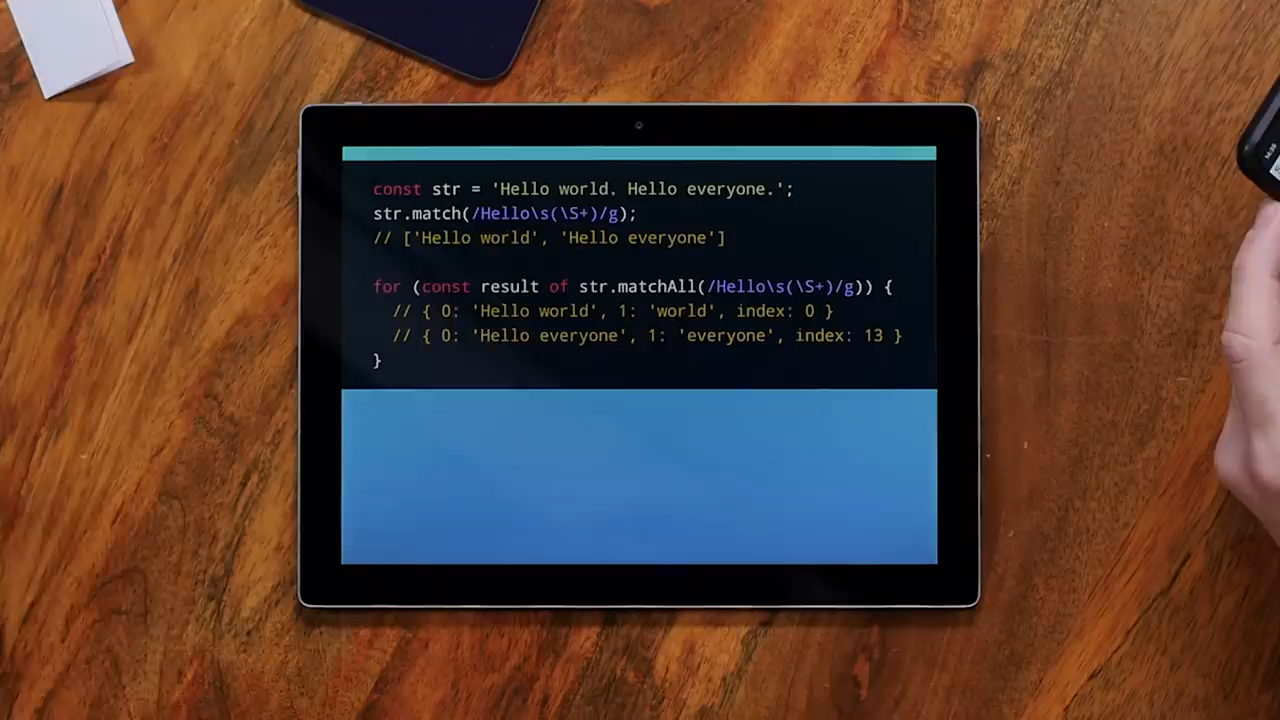 const str = 'Hello world. Hello everyone.';
str.match(/Hello\s(\S+)/g);
// ['Hello world', 'Hello everyone']
for (const result of str.matchAll(/Hello\s(\S+)/g)) {
// { 0: 'Hello world', 1: 'world', index: 0 }
// { 0: 'Hello everyone', 1: 'everyone', index: 13 }
}